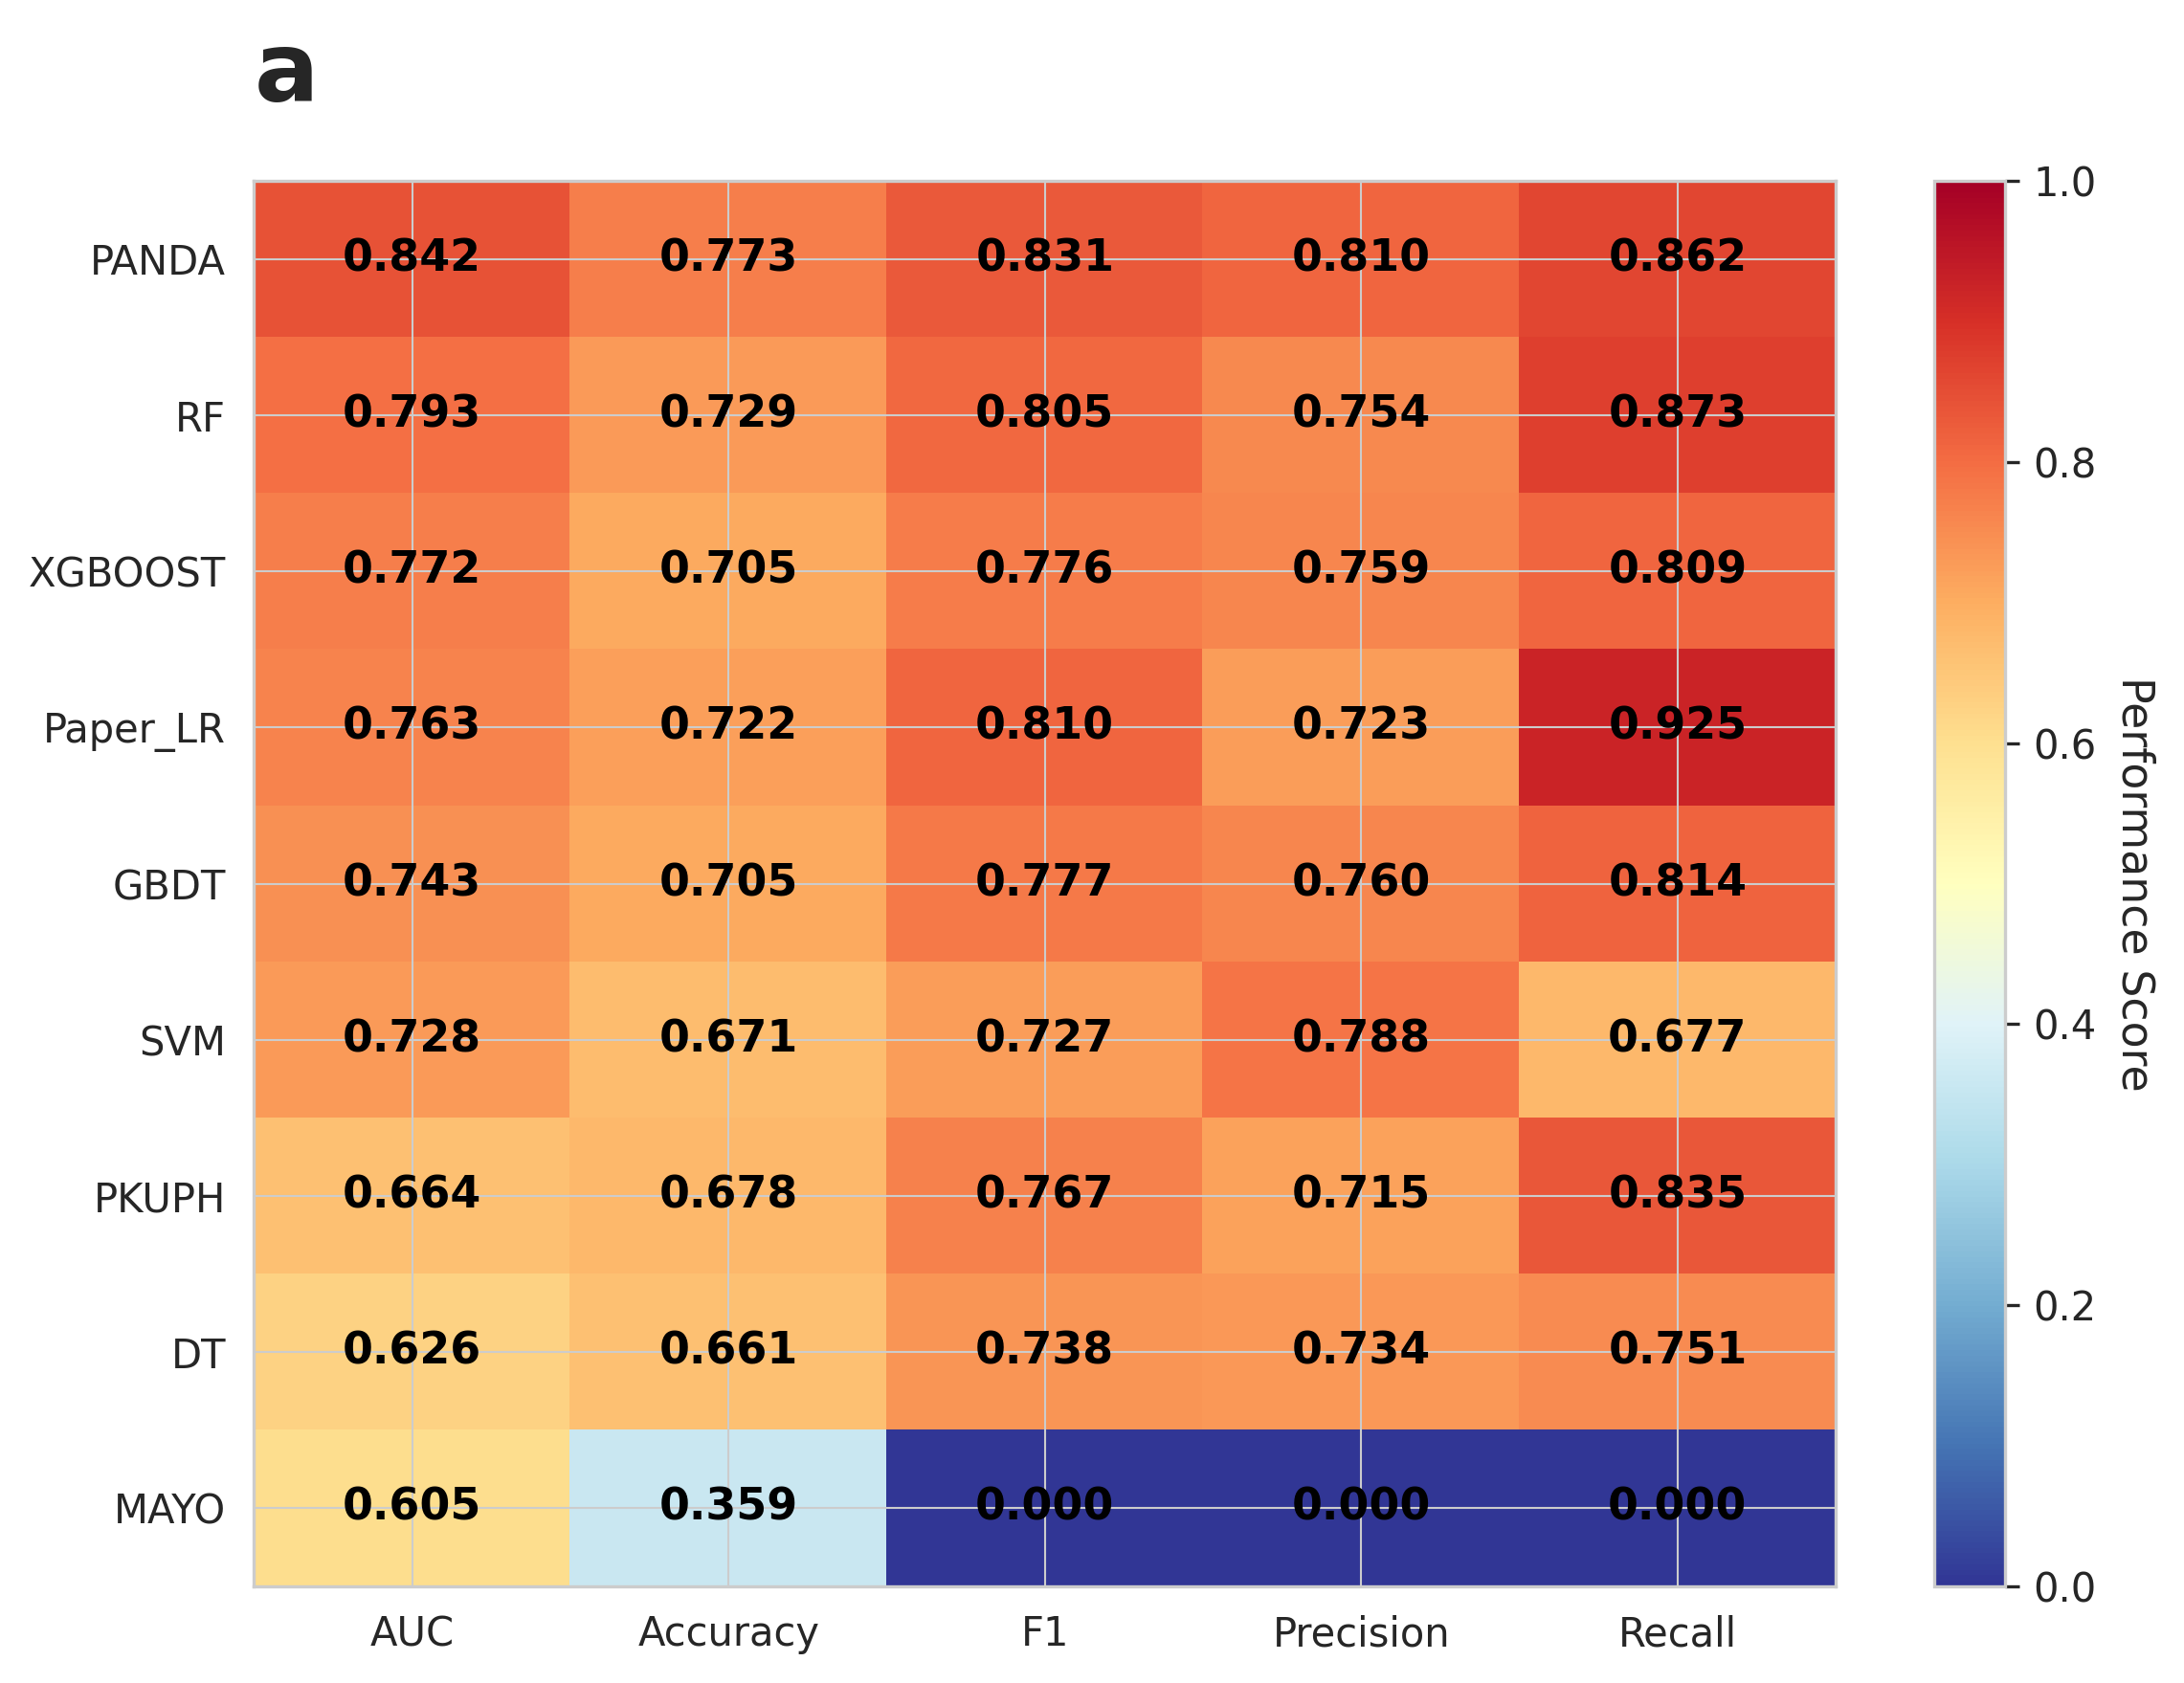 a
PANDA 0.842 0.773 0.831 0.810 0.862
RF 0.793 0.729 0.805 0.754 0.873
XGBOOST 0.772 0.705 0.776 0.759 0.809
Paper_LR 0.763 0.722 0.810 0.723 0.925
GBDT 0.743 0.705 0.777 0.760 0.814
SVM 0.728 0.671 0.727 0.788 0.677
PKUPH 0.664 0.678 0.767 0.715 0.835
DT 0.626 0.661 0.738 0.734 0.751
MAYO 0.605 0.359 0.000 0.000 0.000
AUC Accuracy F1 Precision Recall
1.0
0.8
0.6
0.4
0.2
0.0
Performance Score